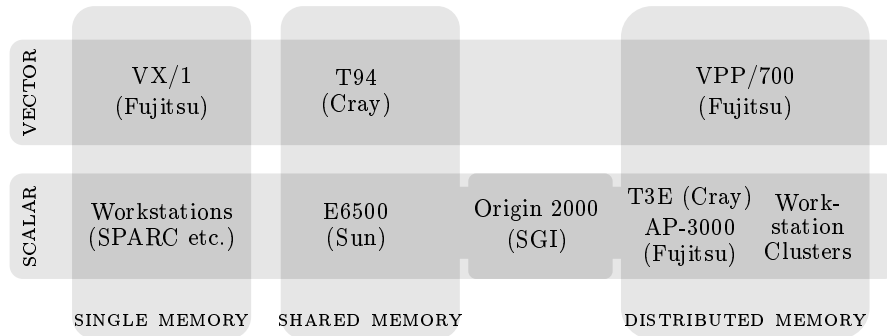 VECTOR
VX/1
(Fujitsu)
T94
(Cray)
VPP/700
(Fujitsu)
SCALAR
Workstations
(SPARC etc.)
E6500
(Sun)
Origin 2000
(SGI)
T3E (Cray)
AP-3000
(Fujitsu)
Work-
station
Clusters
SINGLE MEMORY
SHARED MEMORY
DISTRIBUTED MEMORY